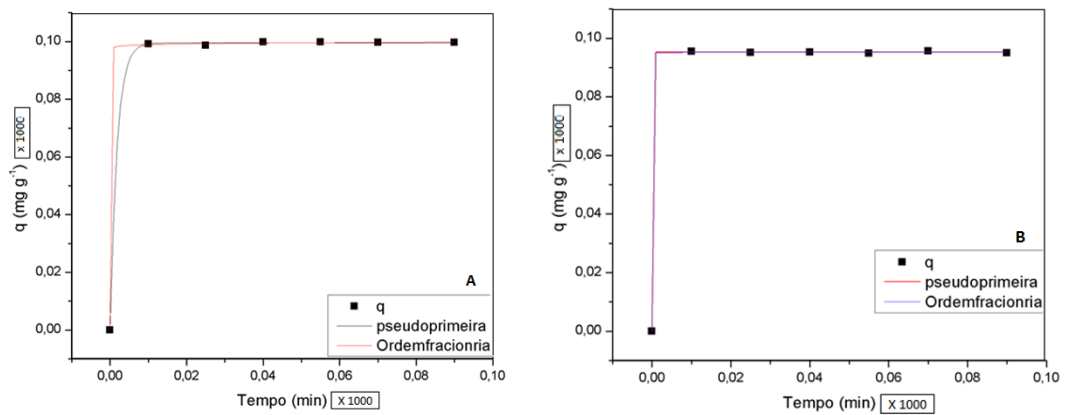 0,10
0,08
0,06
0,04
0,02
0,00
q (mg g⁻¹) x 1000
A
q
pseudoprimeira
Ordemfracionria
0,00 0,02 0,04 0,06 0,08 0,10
Tempo (min) X 1000
0,10
0,08
0,06
0,04
0,02
0,00
q (mg g⁻¹) x 1000
B
q
pseudoprimeira
Ordemfracionria
0,00 0,02 0,04 0,06 0,08 0,10
Tempo (min) X 1000